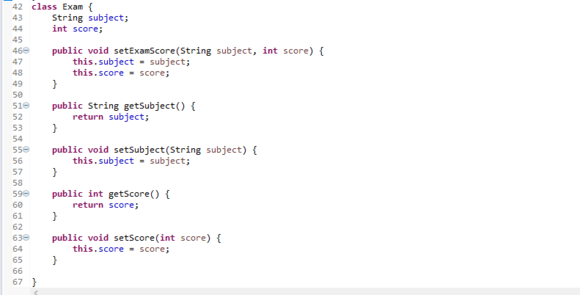 42 class Exam {
43     String subject;
44     int score;
45
46     public void setExamScore(String subject, int score) {
47         this.subject = subject;
48         this.score = score;
49     }
50
51     public String getSubject() {
52         return subject;
53     }
54
55     public void setSubject(String subject) {
56         this.subject = subject;
57     }
58
59     public int getScore() {
60         return score;
61     }
62
63     public void setScore(int score) {
64         this.score = score;
65     }
66
67 }